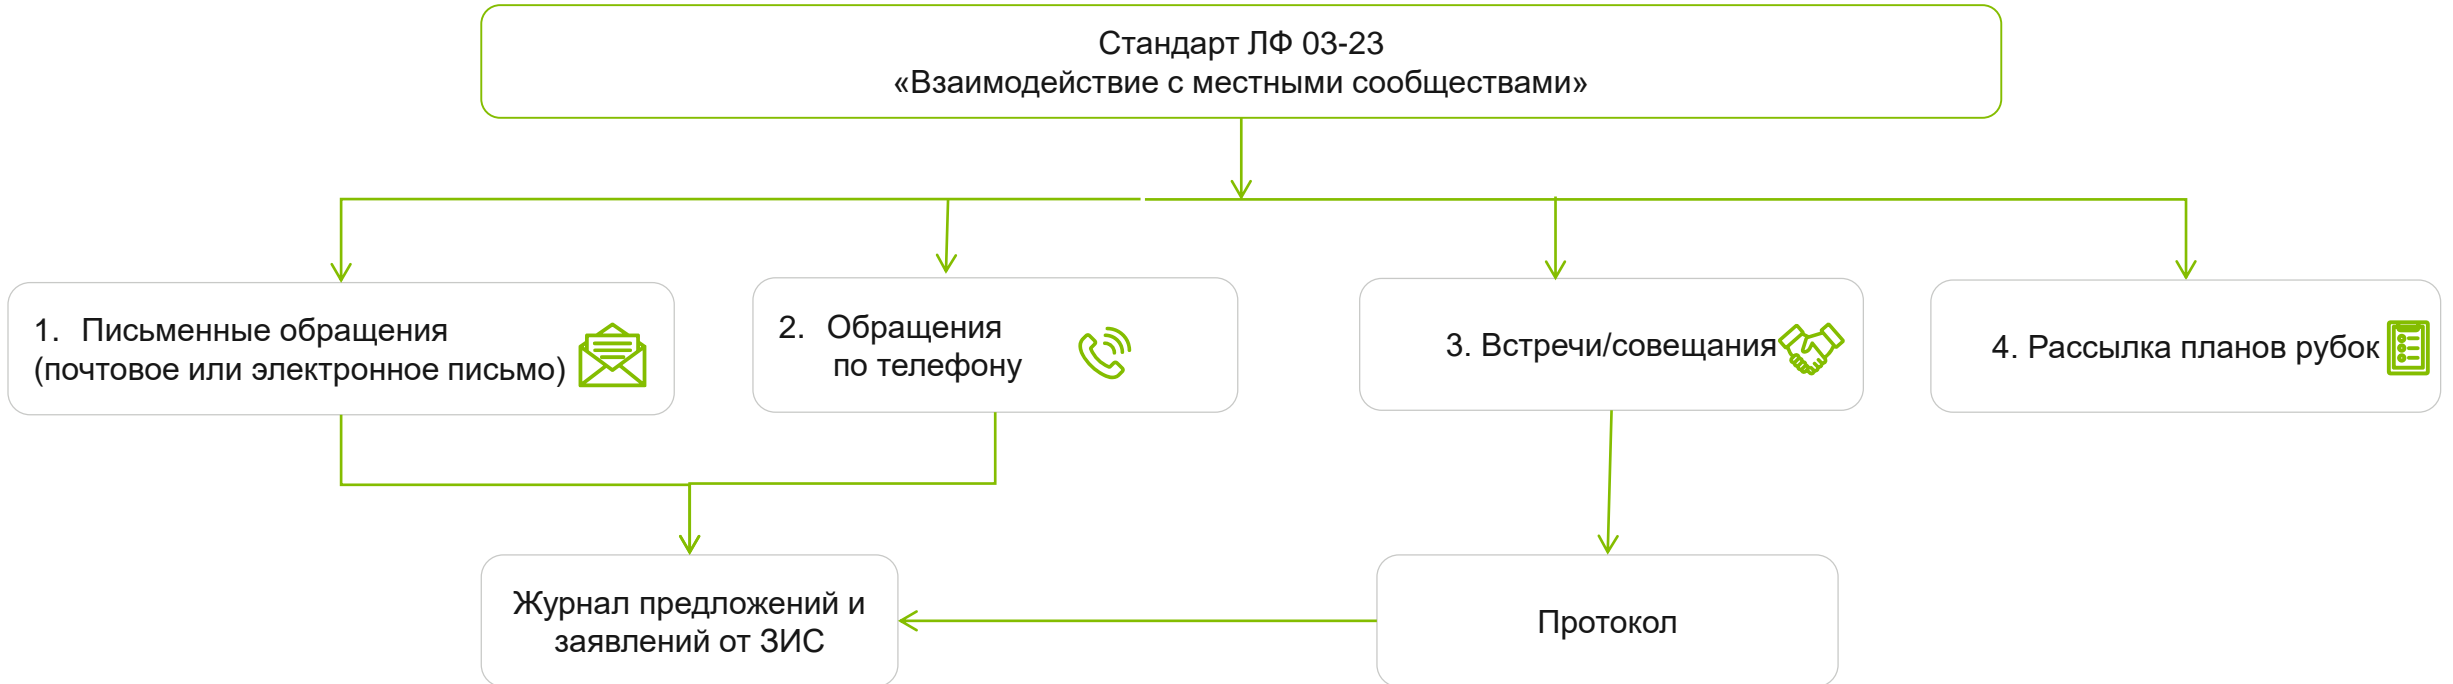 Стандарт ЛФ 03-23
«Взаимодействие с местными сообществами»
1. Письменные обращения
(почтовое или электронное письмо)
2. Обращения
по телефону
3. Встречи/совещания
4. Рассылка планов рубок
Журнал предложений и
заявлений от ЗИС
Протокол